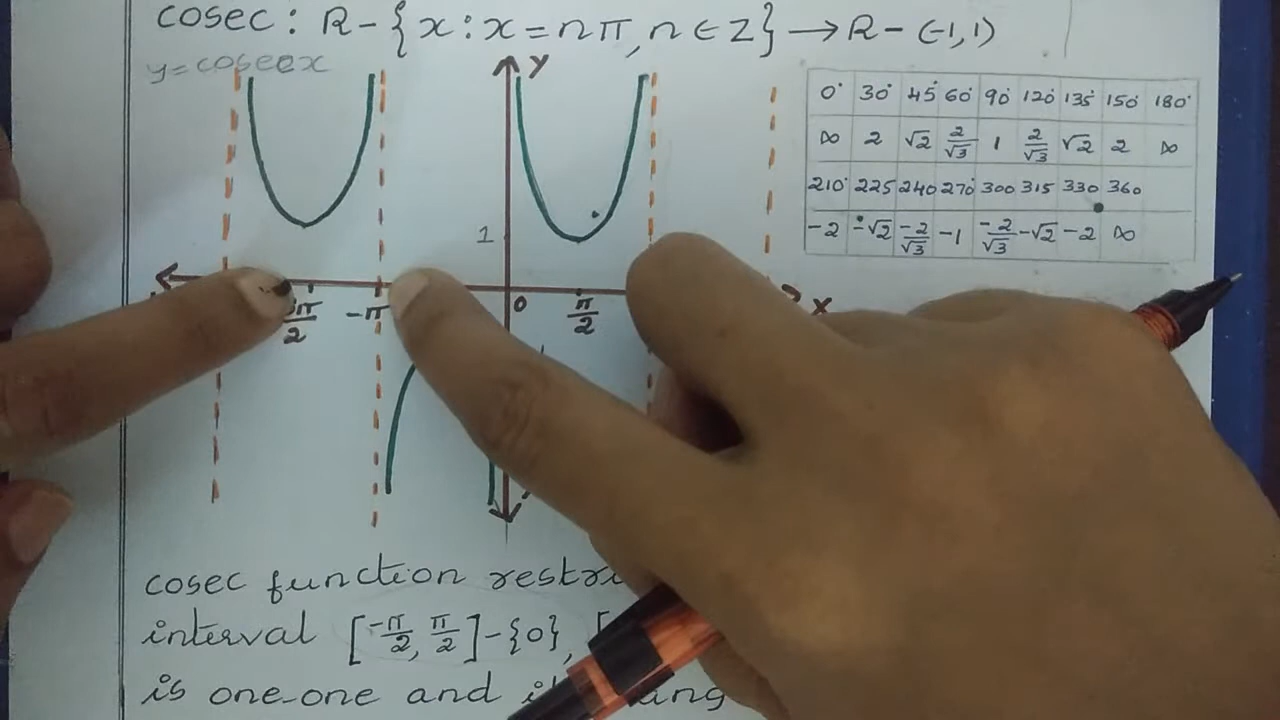 cosec : R - { x : x = nπ, n ∈ Z } → R - (-1, 1)
y = cosecx
Y
0° 30° 45° 60° 90° 120° 135° 150° 180°
∞ 2 √2 2/√3 1 2/√3 √2 2 ∞
210° 225 240 270° 300 315 330 360
-2 -√2 -2/√3 -1 -2/√3 -√2 -2 ∞
1
π/2 -π 0 π/2 X
cosec function
interval [-π/2, π/2] - {0}, [
is one-one and